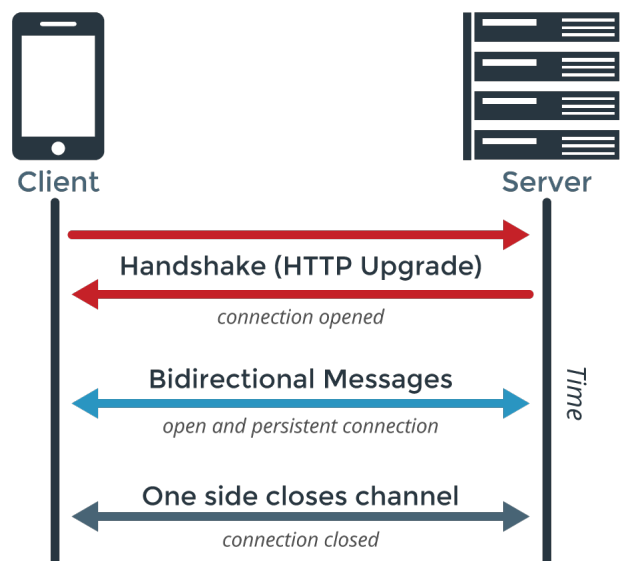 Client
Server
Handshake (HTTP Upgrade)
connection opened
Bidirectional Messages
open and persistent connection
Time
One side closes channel
connection closed